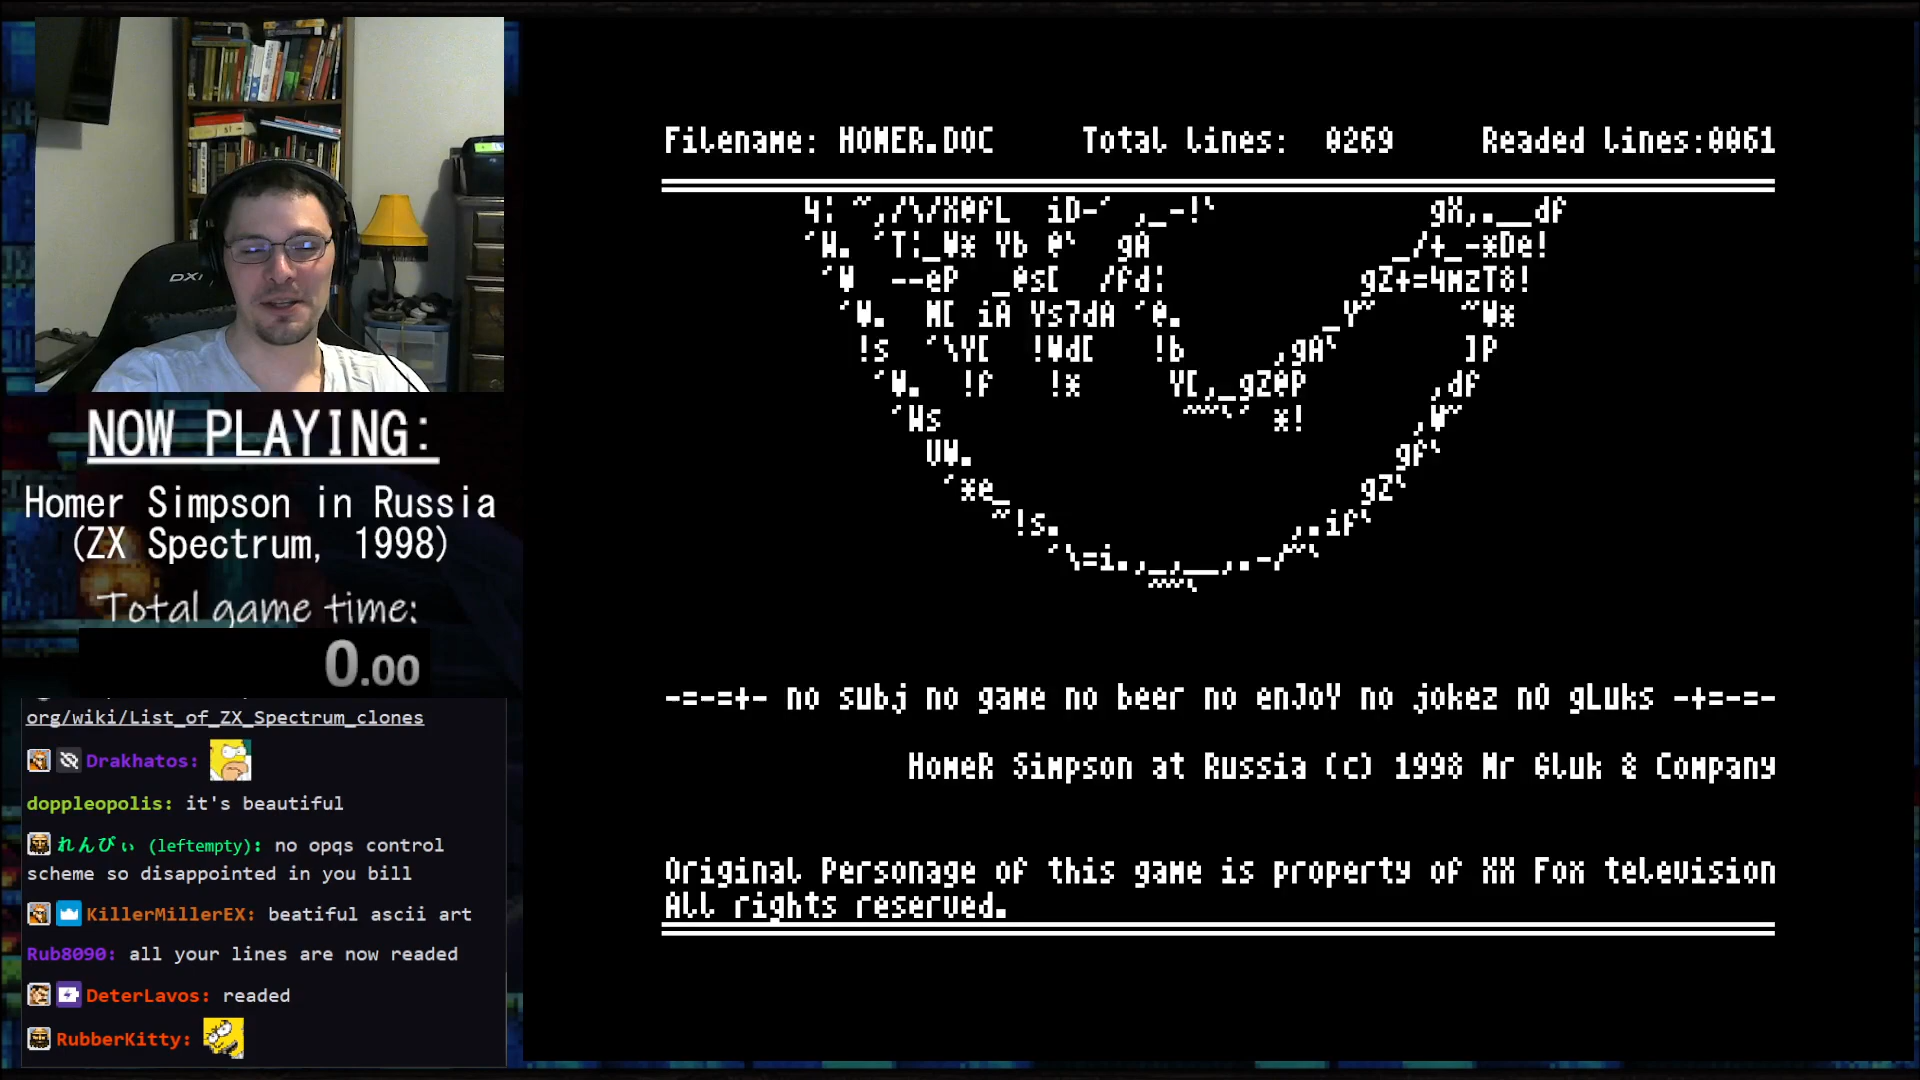 NOW PLAYING:
Homer Simpson in Russia
(ZX Spectrum, 1998)
Total game time:
0.00
org/wiki/List_of_ZX_Spectrum_clones
Drakhatos:
doppleopolis: it's beautiful
れんぴぃ (leftempty): no opqs control
scheme so disappointed in you bill
KillerMillerEX: beatiful ascii art
Rub8090: all your lines are now readed
DeterLavos: readed
RubberKitty:
Filename: HOMER.DOC Total lines: 0269 Readed lines:0061
-=-=+- no subj no game no beer no enJoY no jokez nO gLuks -+=-=-
HomeR Simpson at Russia (c) 1998 Mr Gluk & Company
Original Personage of this game is property of XX Fox television
All rights reserved.